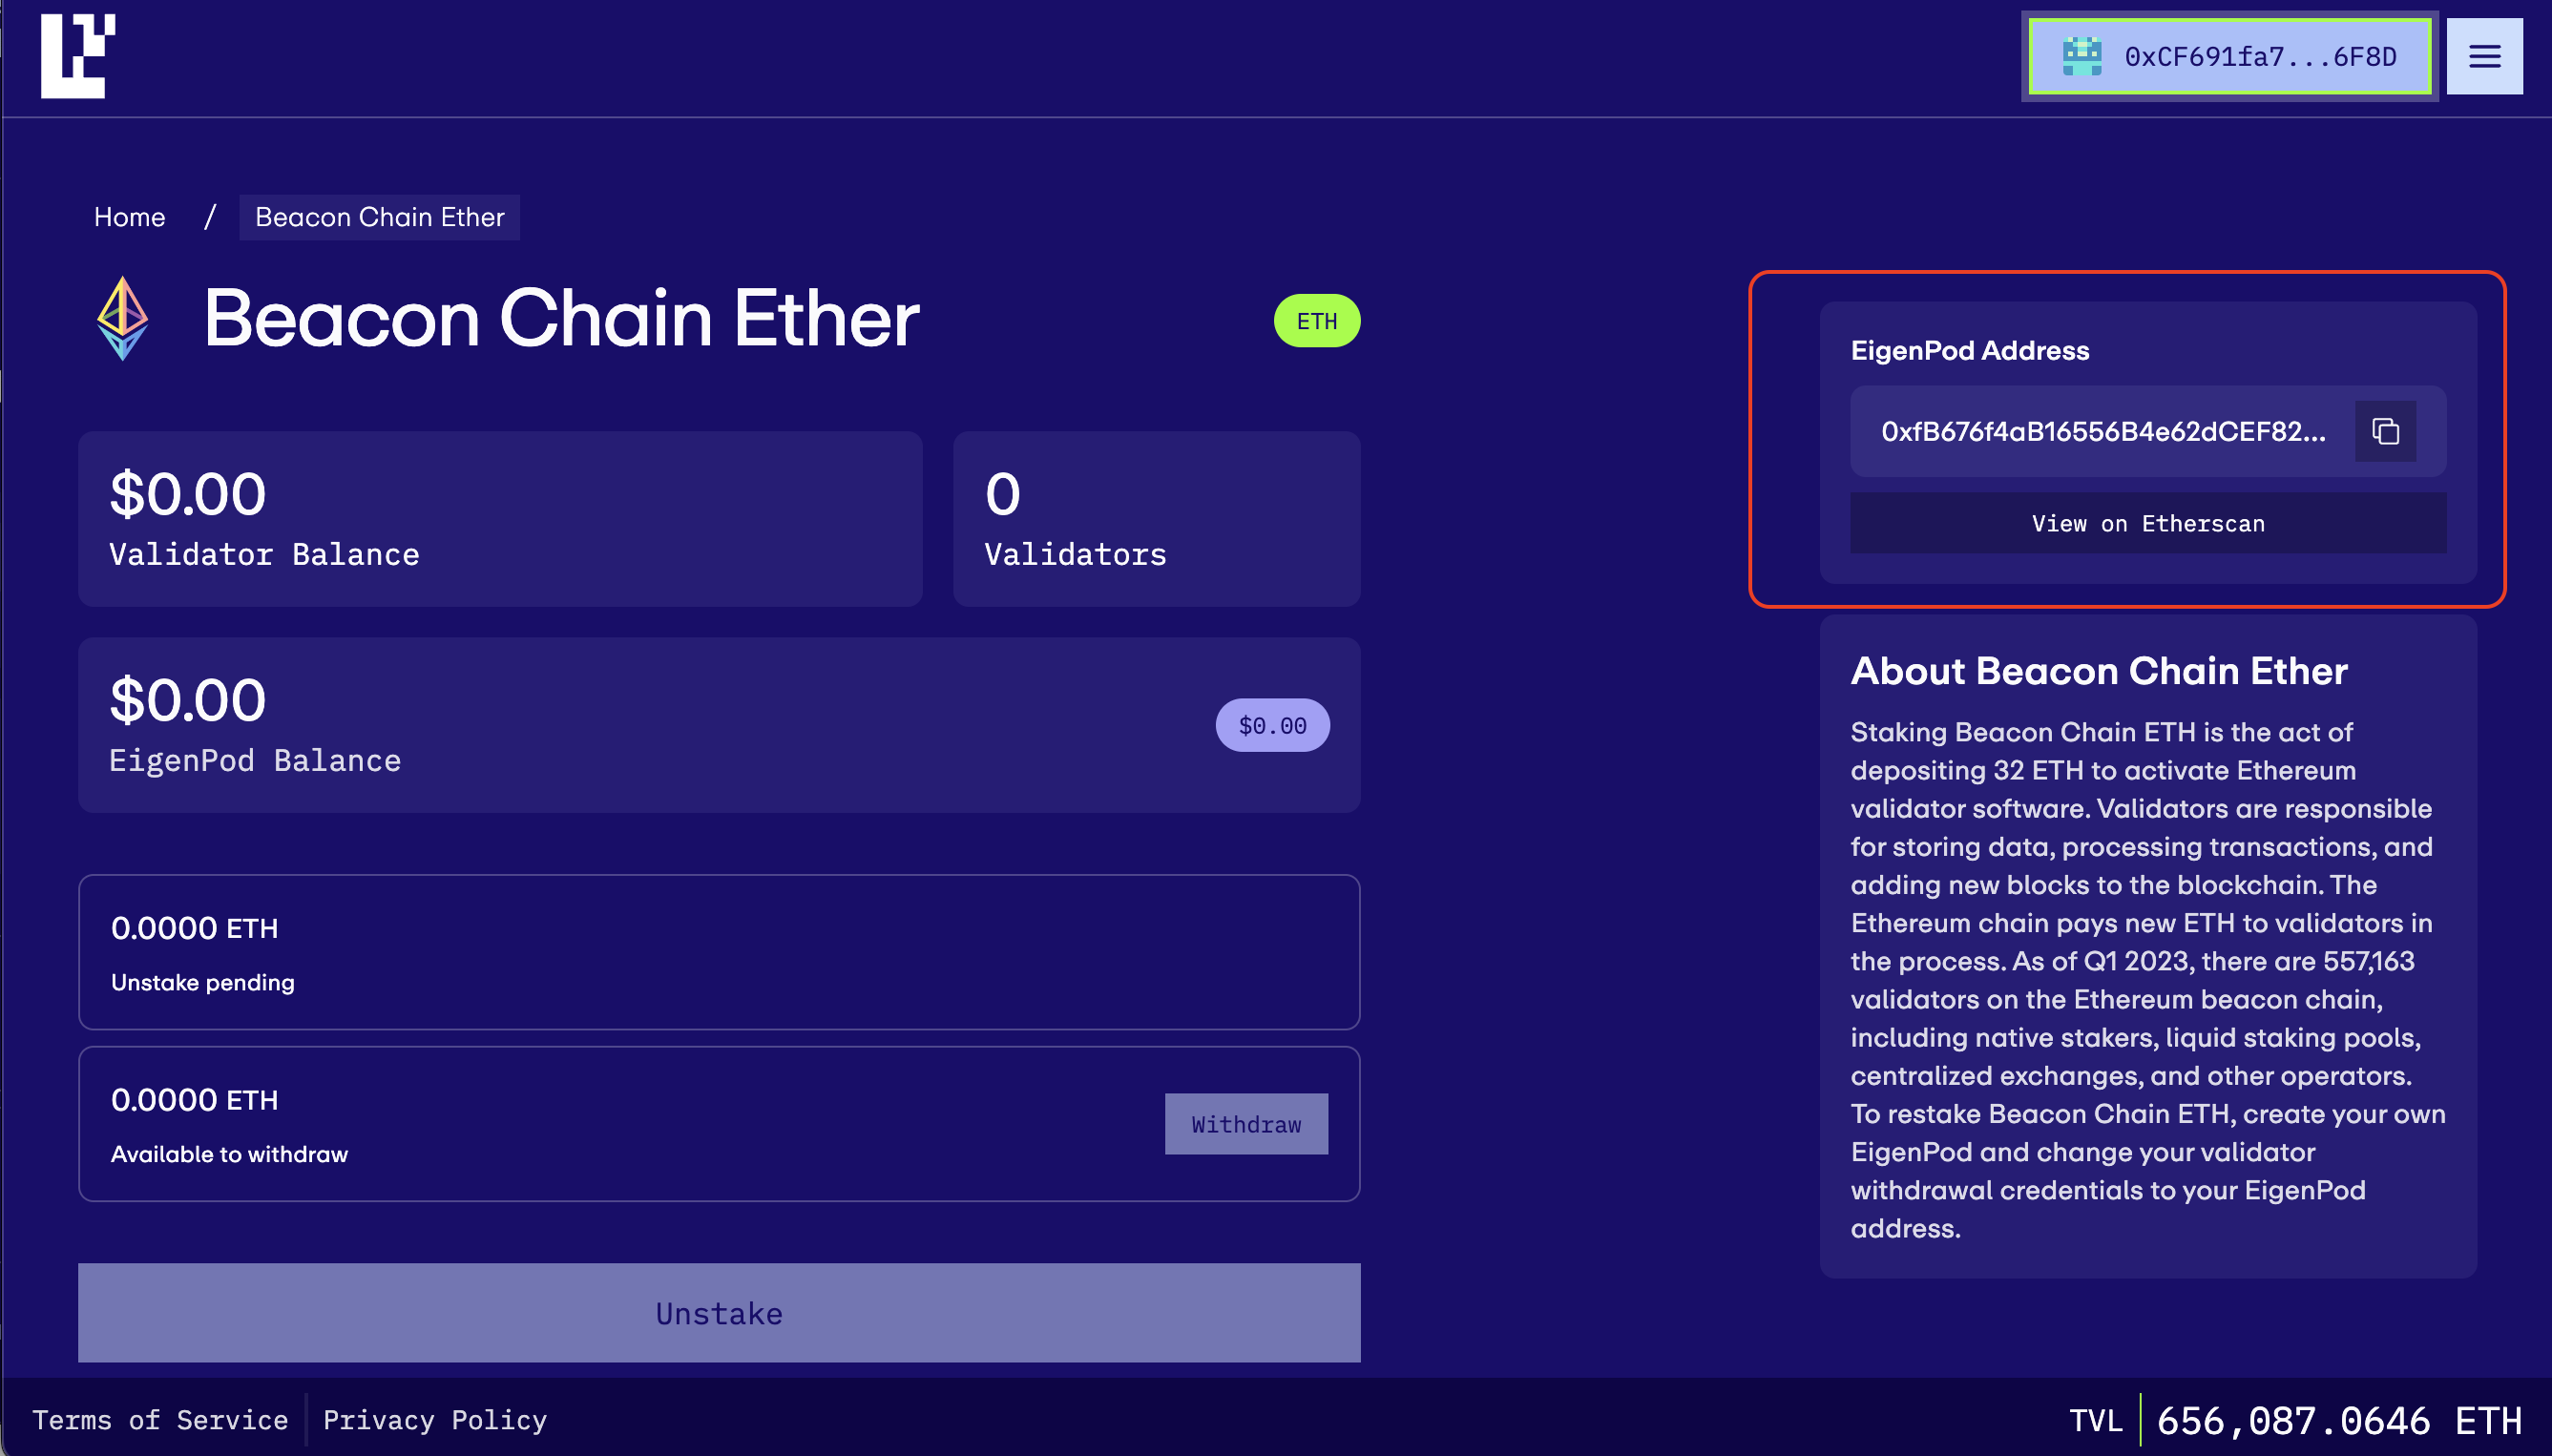 0xCF691fa7...6F8D
Home / Beacon Chain Ether
Beacon Chain Ether
ETH
$0.00
Validator Balance
0
Validators
$0.00
EigenPod Balance
$0.00
0.0000 ETH
Unstake pending
0.0000 ETH
Available to withdraw
Withdraw
Unstake
EigenPod Address
0xfB676f4aB16556B4e62dCEF82...
View on Etherscan
About Beacon Chain Ether
Staking Beacon Chain ETH is the act of
depositing 32 ETH to activate Ethereum
validator software. Validators are responsible
for storing data, processing transactions, and
adding new blocks to the blockchain. The
Ethereum chain pays new ETH to validators in
the process. As of Q1 2023, there are 557,163
validators on the Ethereum beacon chain,
including native stakers, liquid staking pools,
centralized exchanges, and other operators.
To restake Beacon Chain ETH, create your own
EigenPod and change your validator
withdrawal credentials to your EigenPod
address.
Terms of Service
Privacy Policy
TVL
656,087.0646 ETH